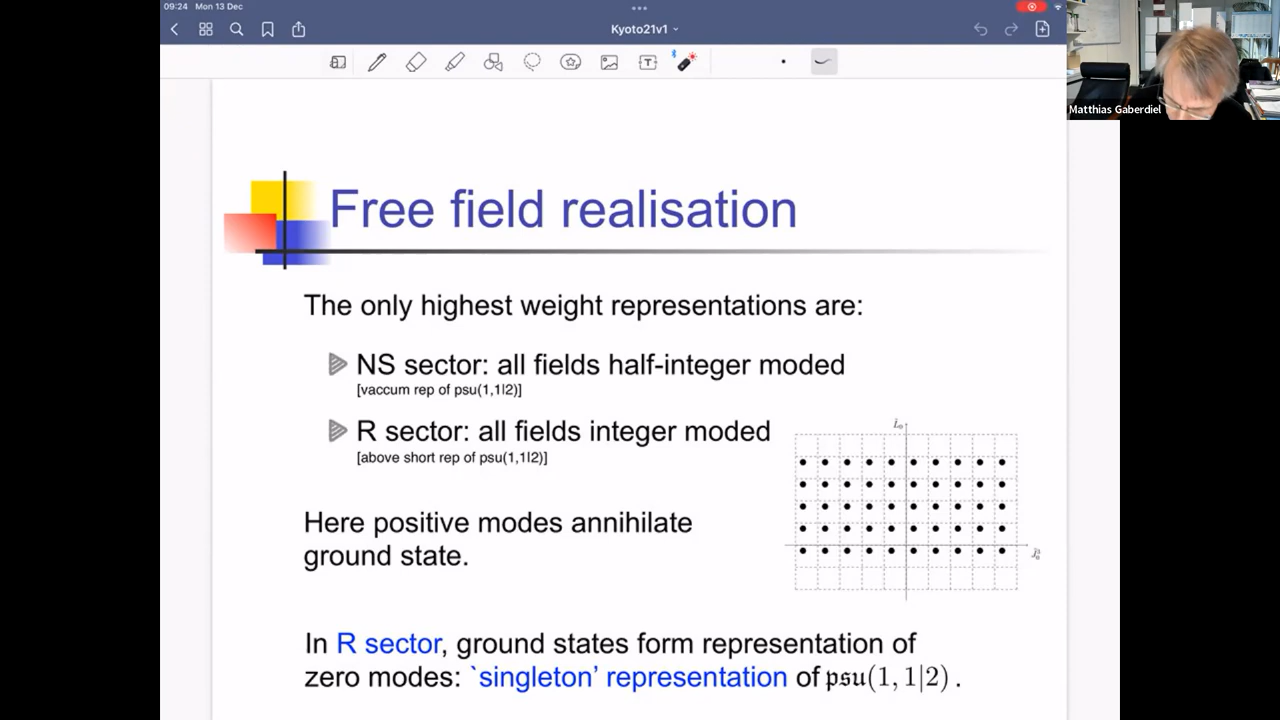 09:24 Mon 13 Dec
Kyoto21v1
Matthias Gaberdiel
Free field realisation
The only highest weight representations are:
NS sector: all fields half-integer moded
[vaccum rep of psu(1,1|2)]
R sector: all fields integer moded
[above short rep of psu(1,1|2)]
Here positive modes annihilate
ground state.
In R sector, ground states form representation of
zero modes: `singleton' representation of 𝔭𝔰𝔲(1, 1|2) .